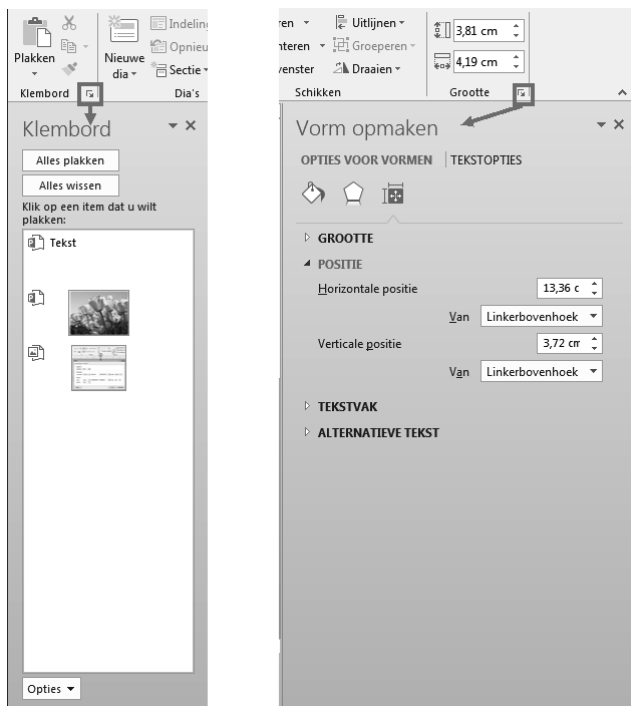 Indeling
Opnieu
Plakken
Nieuwe
dia
Sectie
Klembord
Dia's
Klembord
Alles plakken
Alles wissen
Klik op een item dat u wilt
plakken:
Tekst
Opties
ren
Uitlijnen
3,81 cm
nteren
Groeperen
venster
Draaien
4,19 cm
Schikken
Grootte
Vorm opmaken
OPTIES VOOR VORMEN
TEKSTOPTIES
GROOTTE
POSITIE
Horizontale positie
13,36 c
Van
Linkerbovenhoek
Verticale positie
3,72 cm
Van
Linkerbovenhoek
TEKSTVAK
ALTERNATIEVE TEKST